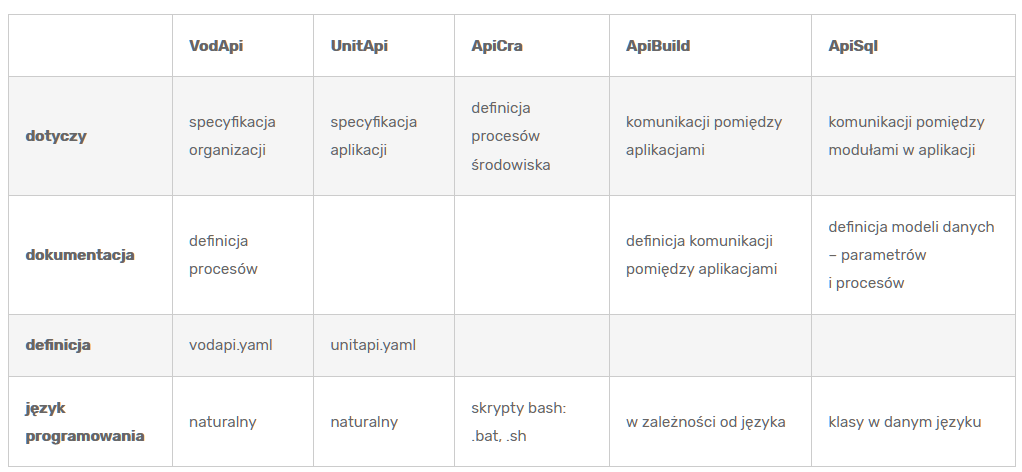 VodApi UnitApi ApiCra ApiBuild ApiSql
dotyczy
specyfikacja
organizacji
specyfikacja
aplikacji
definicja
procesów
środowiska
komunikacji pomiędzy
aplikacjami
komunikacji pomiędzy
modułami w aplikacji
dokumentacja
definicja
procesów
definicja komunikacji
pomiędzy aplikacjami
definicja modeli danych
– parametrów
i procesów
definicja
vodapi.yaml
unitapi.yaml
język
programowania
naturalny
naturalny
skrypty bash:
.bat, .sh
w zależności od języka
klasy w danym języku